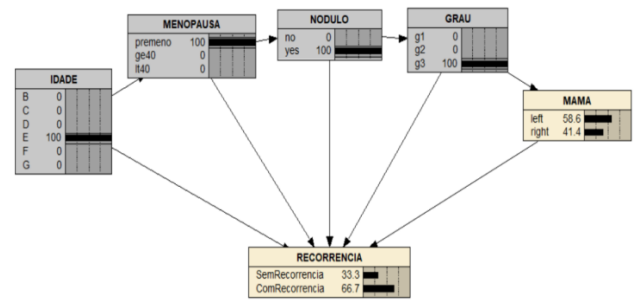 IDADE
B 0
C 0
D 0
E 100
F 0
G 0
MENOPAUSA
premeno 100
ge40 0
lt40 0
NODULO
no 0
yes 100
GRAU
g1 0
g2 0
g3 100
MAMA
left 58.6
right 41.4
RECORRENCIA
SemRecorrencia 33.3
ComRecorrencia 66.7